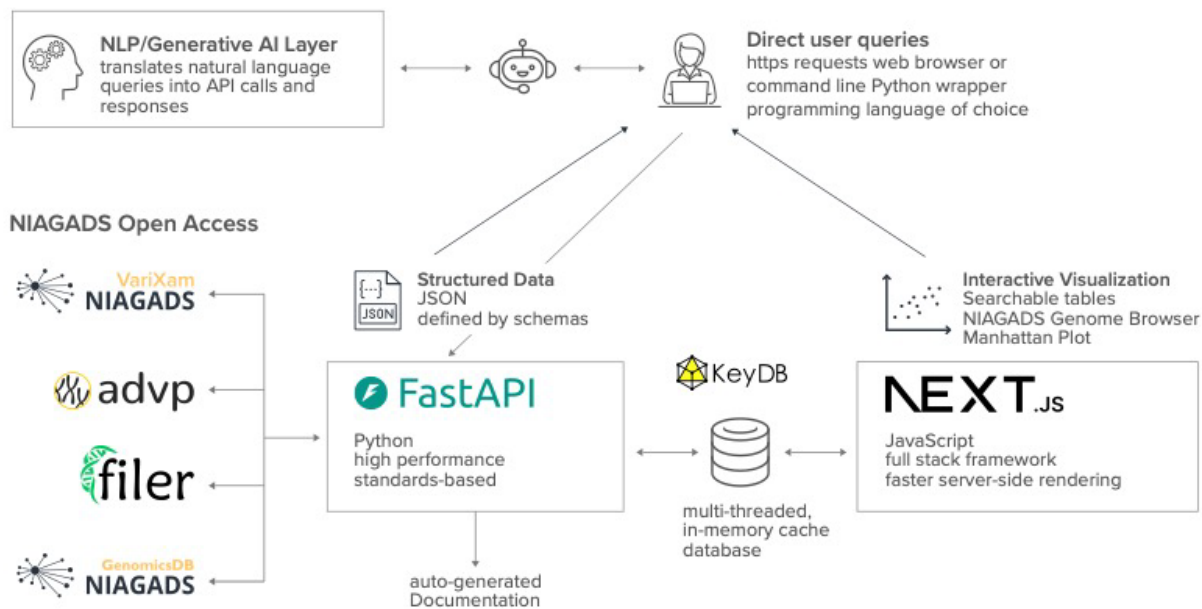 NLP/Generative AI Layer
translates natural language
queries into API calls and
responses
Direct user queries
https requests web browser or
command line Python wrapper
programming language of choice
NIAGADS Open Access
VariXam
NIAGADS
advp
filer
GenomicsDB
NIAGADS
{...}
JSON
Structured Data
JSON
defined by schemas
Interactive Visualization
Searchable tables
NIAGADS Genome Browser
Manhattan Plot
FastAPI
Python
high performance
standards-based
auto-generated
Documentation
KeyDB
multi-threaded,
in-memory cache
database
NEXT.JS
JavaScript
full stack framework
faster server-side rendering